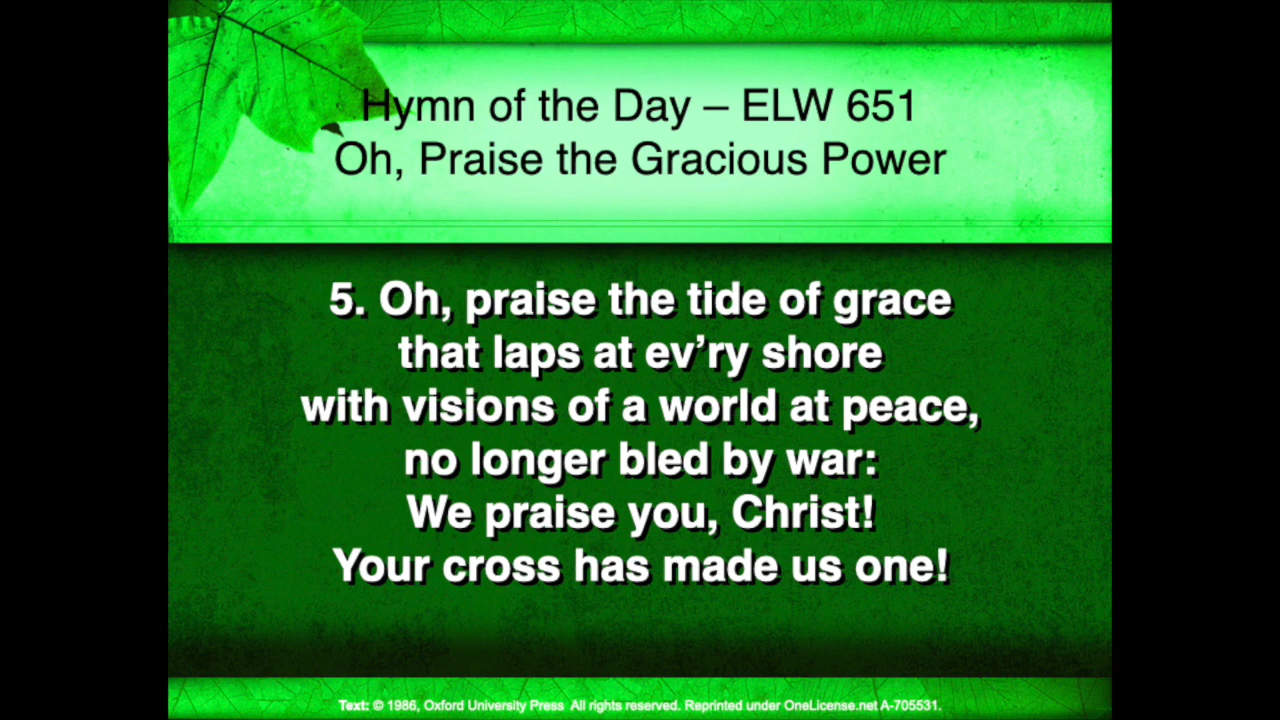 Hymn of the Day – ELW 651
Oh, Praise the Gracious Power
5. Oh, praise the tide of grace
that laps at ev’ry shore
with visions of a world at peace,
no longer bled by war:
We praise you, Christ!
Your cross has made us one!
Text: © 1986, Oxford University Press All rights reserved. Reprinted under OneLicense.net A-705531.